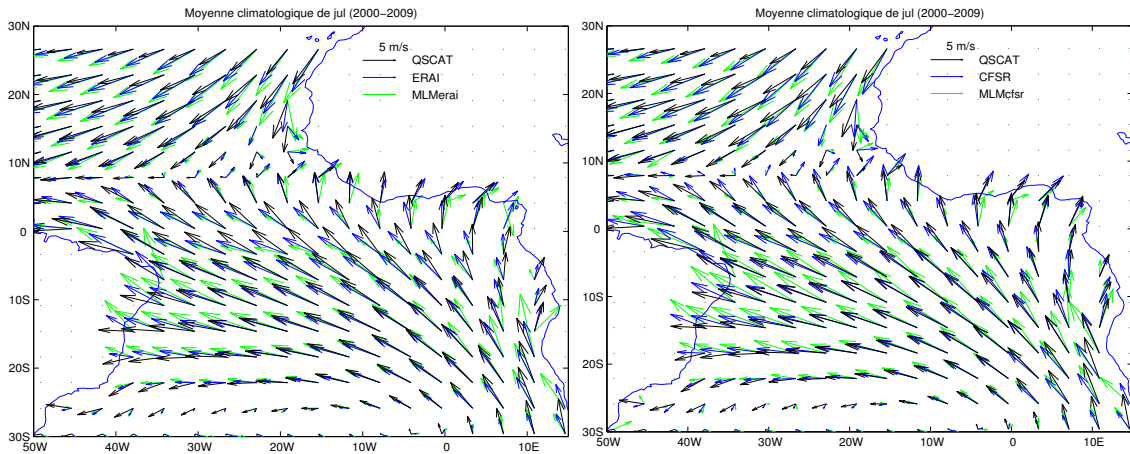 Moyenne climatologique de jul (2000−2009)
30N
20N
10N
0
10S
20S
30S
50W 40W 30W 20W 10W 0 10E
5 m/s
QSCAT
ERAI
MLMerai
Moyenne climatologique de jul (2000−2009)
30N
20N
10N
0
10S
20S
30S
50W 40W 30W 20W 10W 0 10E
5 m/s
QSCAT
CFSR
MLMcfsr